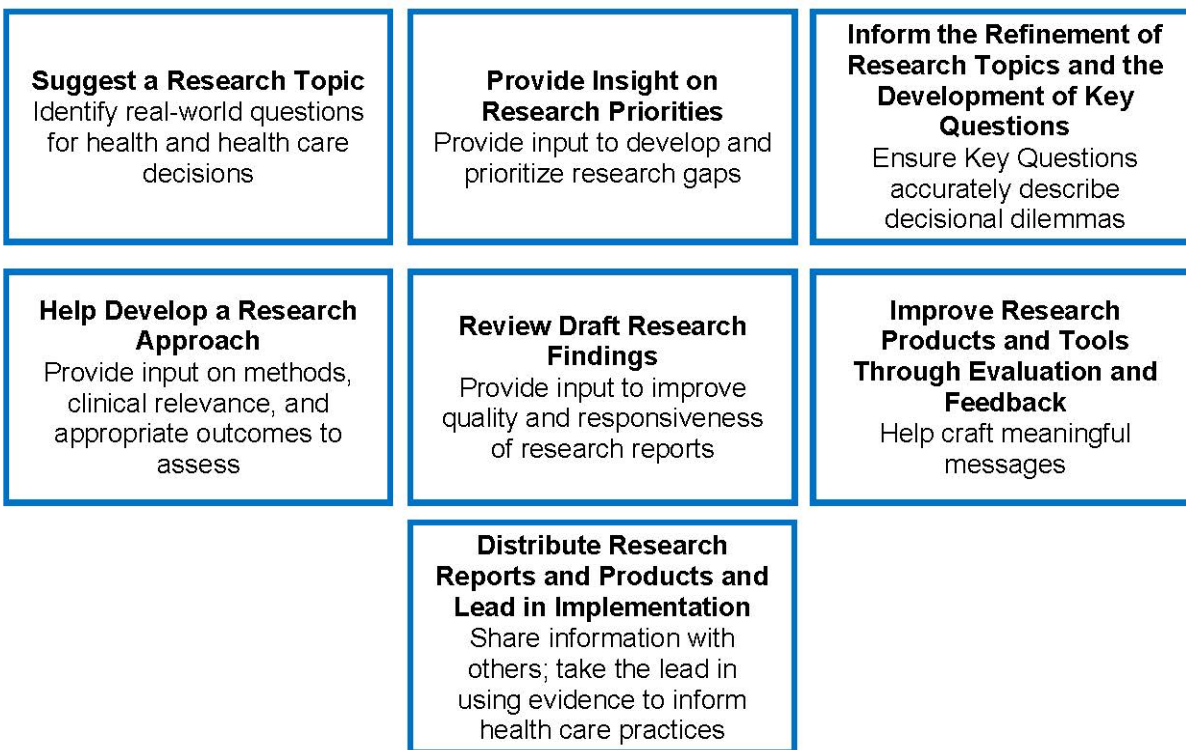 Suggest a Research Topic
Identify real-world questions
for health and health care
decisions
Provide Insight on
Research Priorities
Provide input to develop and
prioritize research gaps
Inform the Refinement of
Research Topics and the
Development of Key
Questions
Ensure Key Questions
accurately describe
decisional dilemmas
Help Develop a Research
Approach
Provide input on methods,
clinical relevance, and
appropriate outcomes to
assess
Review Draft Research
Findings
Provide input to improve
quality and responsiveness
of research reports
Improve Research
Products and Tools
Through Evaluation and
Feedback
Help craft meaningful
messages
Distribute Research
Reports and Products and
Lead in Implementation
Share information with
others; take the lead in
using evidence to inform
health care practices